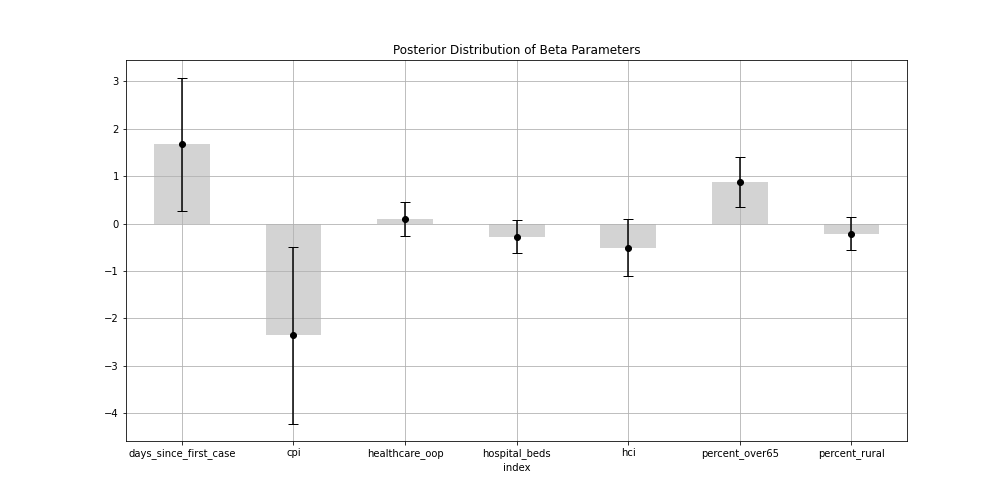 Posterior Distribution of Beta Parameters
3
2
1
0
−1
−2
−3
−4
days_since_first_case cpi healthcare_oop hospital_beds hci percent_over65 percent_rural
index